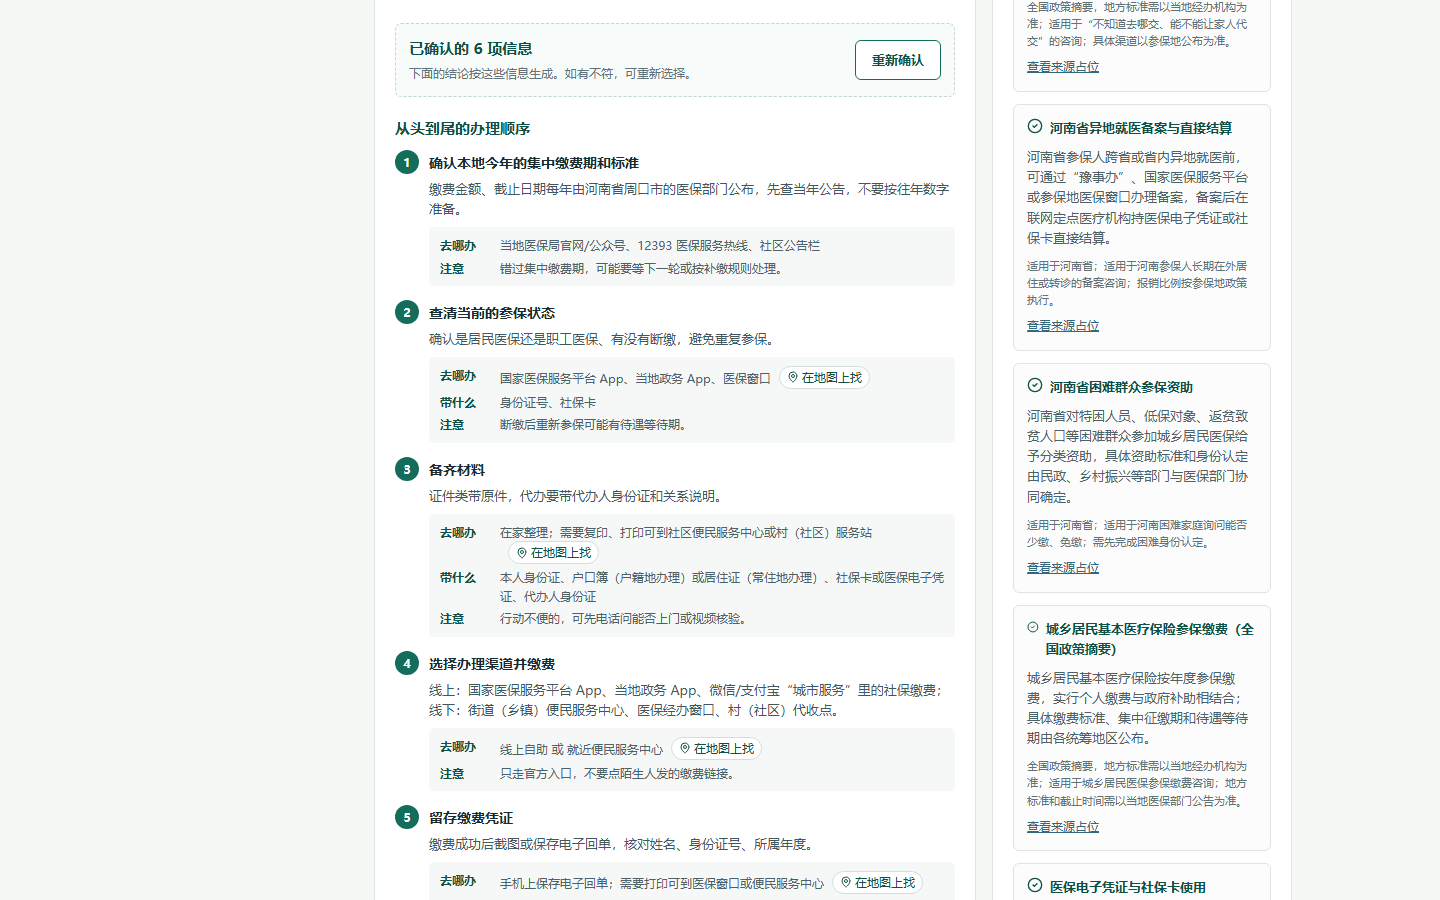 已确认的 6 项信息
下面的结论按这些信息生成。如有不符，可重新选择。
重新确认
从头到尾的办理顺序
1 确认本地今年的集中缴费期和标准
缴费金额、截止日期每年由河南省周口市的医保部门公布，先查当年公告，不要按往年数字
准备。
去哪办 当地医保局官网/公众号、12393 医保服务热线、社区公告栏
注意 错过集中缴费期，可能要等下一轮或按补缴规则处理。
2 查清当前的参保状态
确认是居民医保还是职工医保、有没有断缴，避免重复参保。
去哪办 国家医保服务平台 App、当地政务 App、医保窗口 在地图上找
带什么 身份证号、社保卡
注意 断缴后重新参保可能有待遇等待期。
3 备齐材料
证件类带原件，代办要带代办人身份证和关系说明。
去哪办 在家整理；需要复印、打印可到社区便民服务中心或村（社区）服务站
在地图上找
带什么 本人身份证、户口簿（户籍地办理）或居住证（常住地办理）、社保卡或医保电子凭
证、代办人身份证
注意 行动不便的，可先电话问能否上门或视频核验。
4 选择办理渠道并缴费
线上：国家医保服务平台 App、当地政务 App、微信/支付宝“城市服务”里的社保缴费；
线下：街道（乡镇）便民服务中心、医保经办窗口、村（社区）代收点。
去哪办 线上自助 或 就近便民服务中心 在地图上找
注意 只走官方入口，不要点陌生人发的缴费链接。
5 留存缴费凭证
缴费成功后截图或保存电子回单，核对姓名、身份证号、所属年度。
去哪办 手机上保存电子回单；需要打印可到医保窗口或便民服务中心 在地图上找
全国政策摘要，地方标准需以当地经办机构为
准；适用于“不知道去哪交、能不能让家人代
交”的咨询；具体渠道以参保地公布为准。
查看来源占位
河南省异地就医备案与直接结算
河南省参保人跨省或省内异地就医前，
可通过“豫事办”、国家医保服务平台
或参保地医保窗口办理备案，备案后在
联网定点医疗机构持医保电子凭证或社
保卡直接结算。
适用于河南省；适用于河南参保人长期在外居
住或转诊的备案咨询；报销比例按参保地政策
执行。
查看来源占位
河南省困难群众参保资助
河南省对特困人员、低保对象、返贫致
贫人口等困难群众参加城乡居民医保给
予分类资助，具体资助标准和身份认定
由民政、乡村振兴等部门与医保部门协
同确定。
适用于河南省；适用于河南困难家庭询问能否
少缴、免缴；需先完成困难身份认定。
查看来源占位
城乡居民基本医疗保险参保缴费（全
国政策摘要）
城乡居民基本医疗保险按年度参保缴
费，实行个人缴费与政府补助相结合；
具体缴费标准、集中征缴期和待遇等待
期由各统筹地区公布。
全国政策摘要，地方标准需以当地经办机构为
准；适用于城乡居民医保参保缴费咨询；地方
标准和截止时间需以当地医保部门公告为准。
查看来源占位
医保电子凭证与社保卡使用